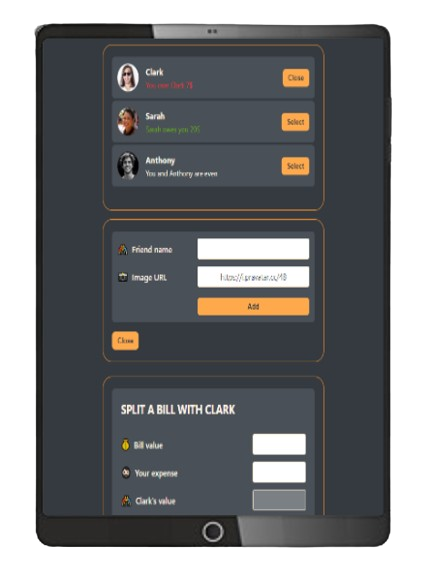 Clark
You owe Clark 7$
Close
Sarah
Sarah owes you 20$
Select
Anthony
You and Anthony are even
Select
Friend name
Image URL
https://i.pravatar.cc/48
Add
Close
SPLIT A BILL WITH CLARK
Bill value
Your expense
Clark's value